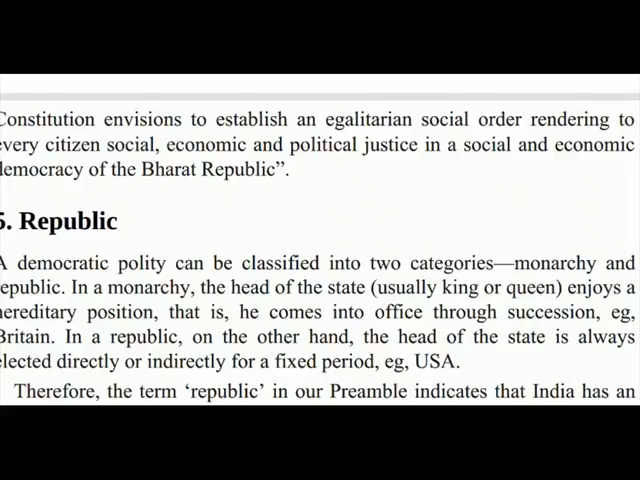 Constitution envisions to establish an egalitarian social order rendering to
every citizen social, economic and political justice in a social and economic
democracy of the Bharat Republic”.
5. Republic
A democratic polity can be classified into two categories—monarchy and
republic. In a monarchy, the head of the state (usually king or queen) enjoys a
hereditary position, that is, he comes into office through succession, eg,
Britain. In a republic, on the other hand, the head of the state is always
elected directly or indirectly for a fixed period, eg, USA.
Therefore, the term ‘republic’ in our Preamble indicates that India has an